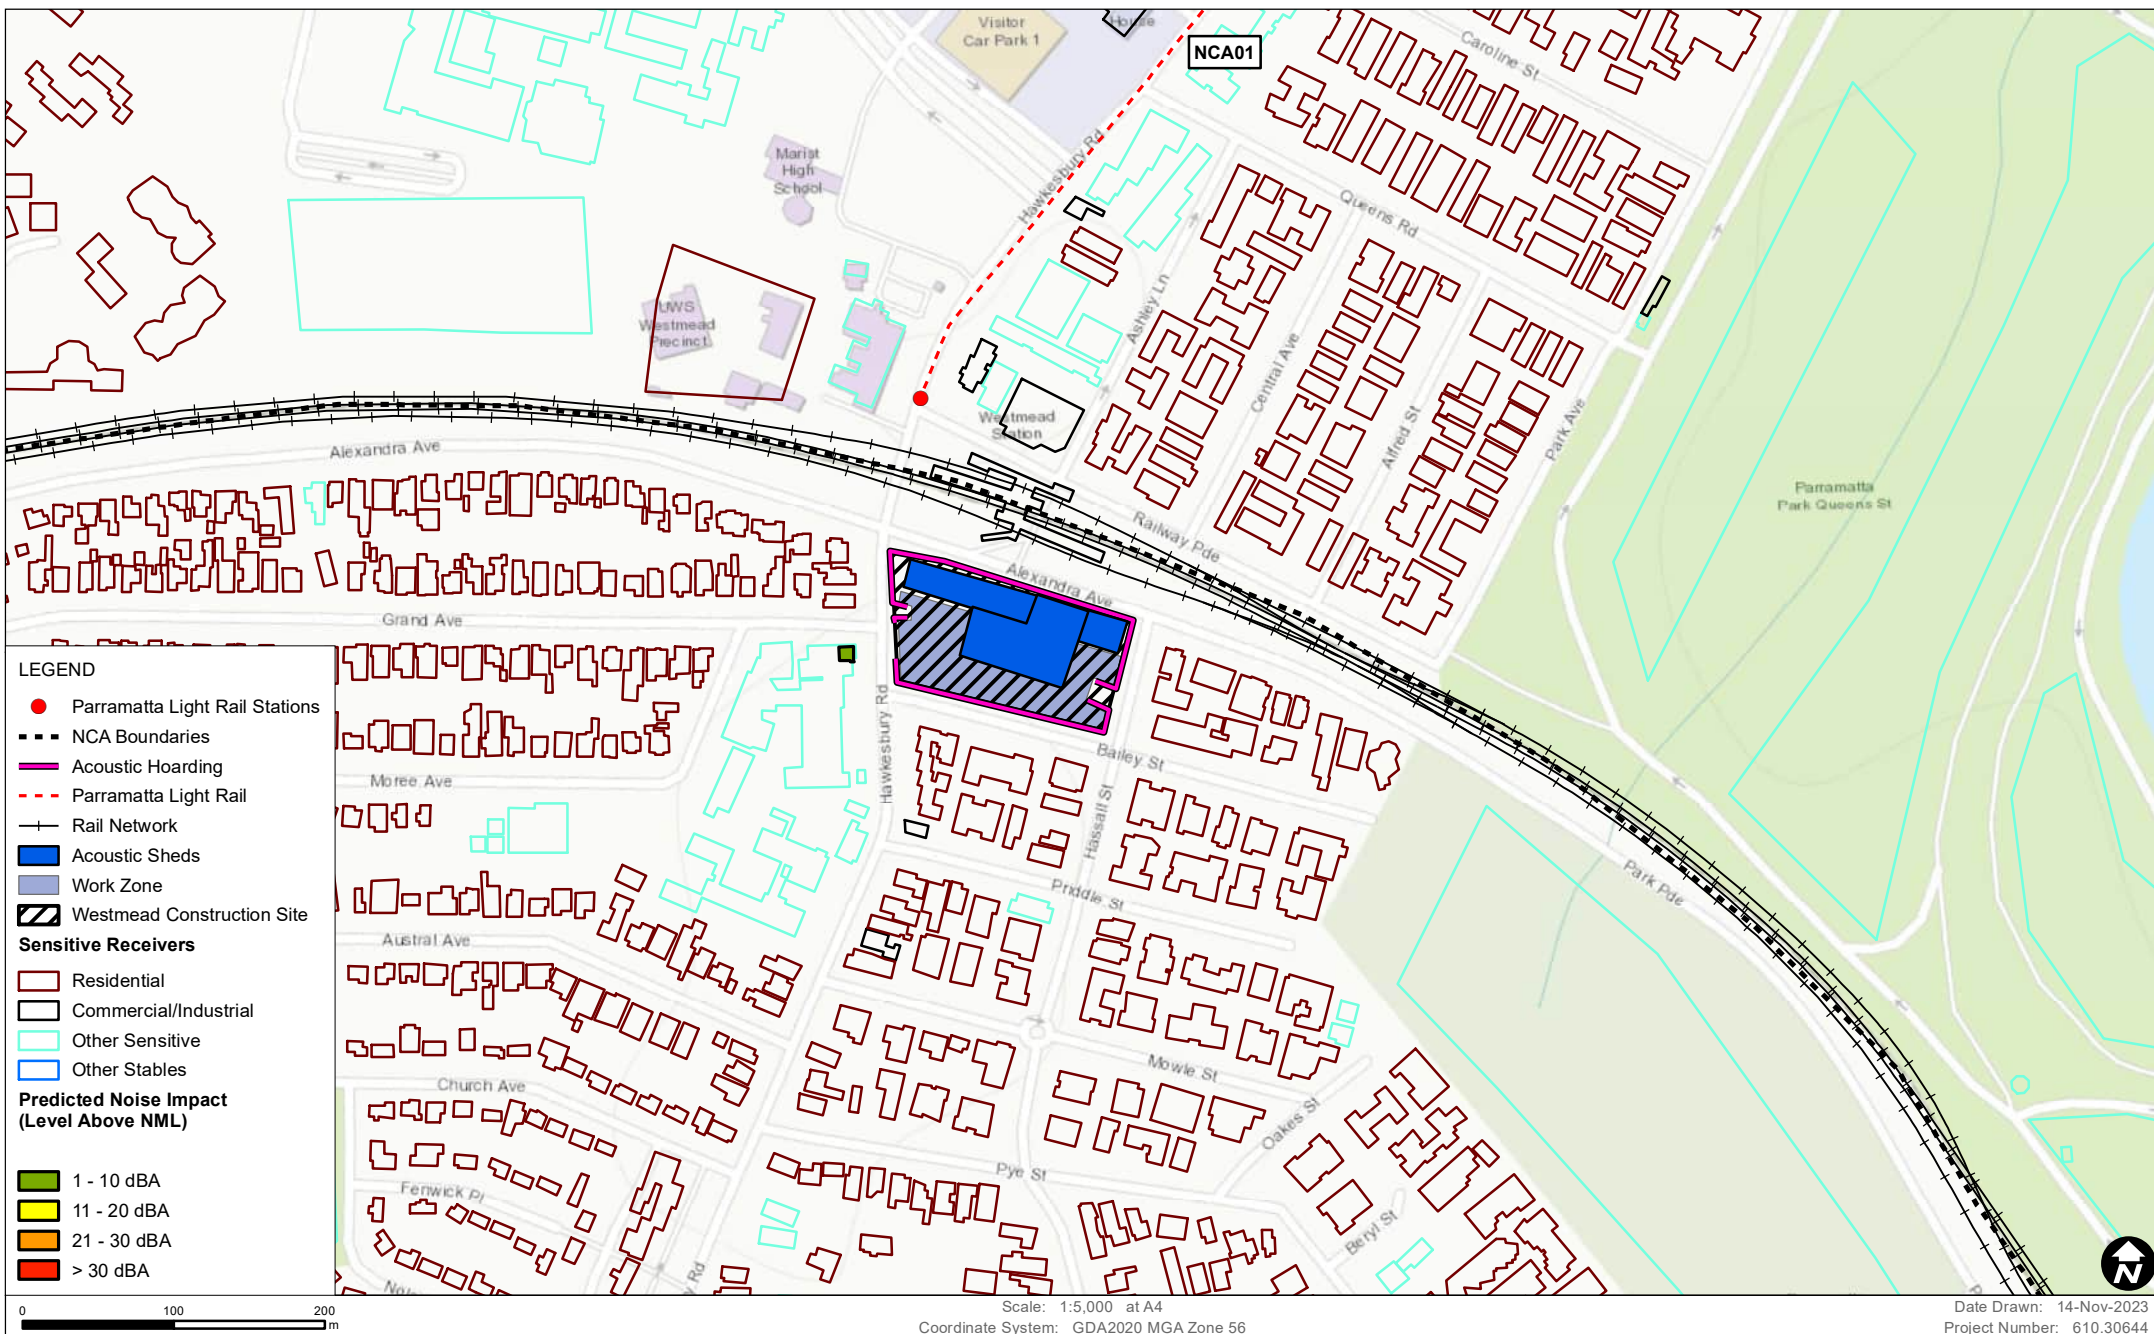 Visitor
Car Park 1
House
NCA01
Caroline St
Hawkesbury Rd
Marist
High
School
Queens Rd
UWS
Westmead
Precinct
Ashley Ln
Central Ave
Westmead
Station
Alfred St
Park Ave
Alexandra Ave
Parramatta
Park Queens St
Railway Pde
Alexandra Ave
Grand Ave
Hawkesbury Rd
Bailey St
Moree Ave
Hassall St
Park Pde
Priddle St
Austral Ave
Church Ave
Mowle St
Oakes St
Pye St
Fenwick Pl
Beryl St
y Rd
LEGEND
Parramatta Light Rail Stations
NCA Boundaries
Acoustic Hoarding
Parramatta Light Rail
Rail Network
Acoustic Sheds
Work Zone
Westmead Construction Site
Sensitive Receivers
Residential
Commercial/Industrial
Other Sensitive
Other Stables
Predicted Noise Impact
(Level Above NML)
1 - 10 dBA
11 - 20 dBA
21 - 30 dBA
> 30 dBA
N
0 100 200
m
Scale: 1:5,000 at A4
Coordinate System: GDA2020 MGA Zone 56
Date Drawn: 14-Nov-2023
Project Number: 610.30644